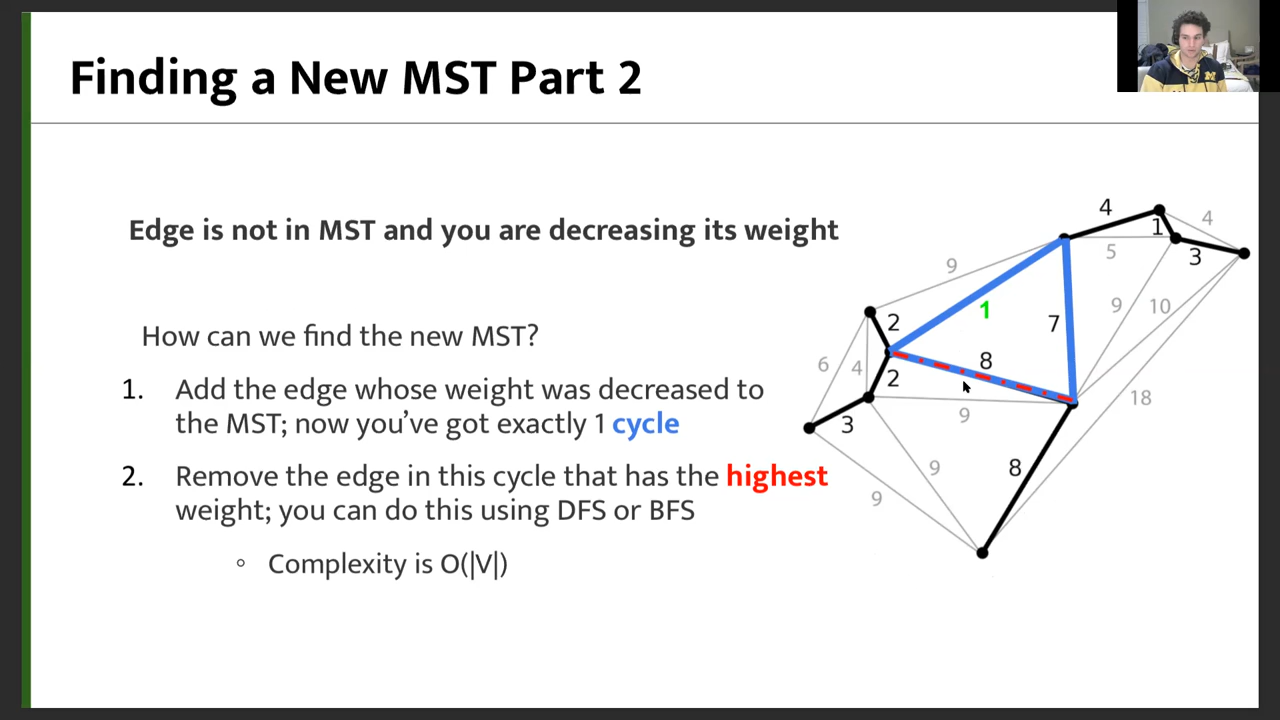 Finding a New MST Part 2
M
Edge is not in MST and you are decreasing its weight
How can we find the new MST?
1. Add the edge whose weight was decreased to
the MST; now you've got exactly 1 cycle
2. Remove the edge in this cycle that has the highest
weight; you can do this using DFS or BFS
◦ Complexity is O(|V|)
4
4
1
5
3
9
9
10
1
2
7
8
6
4
2
9
18
3
9
8
9